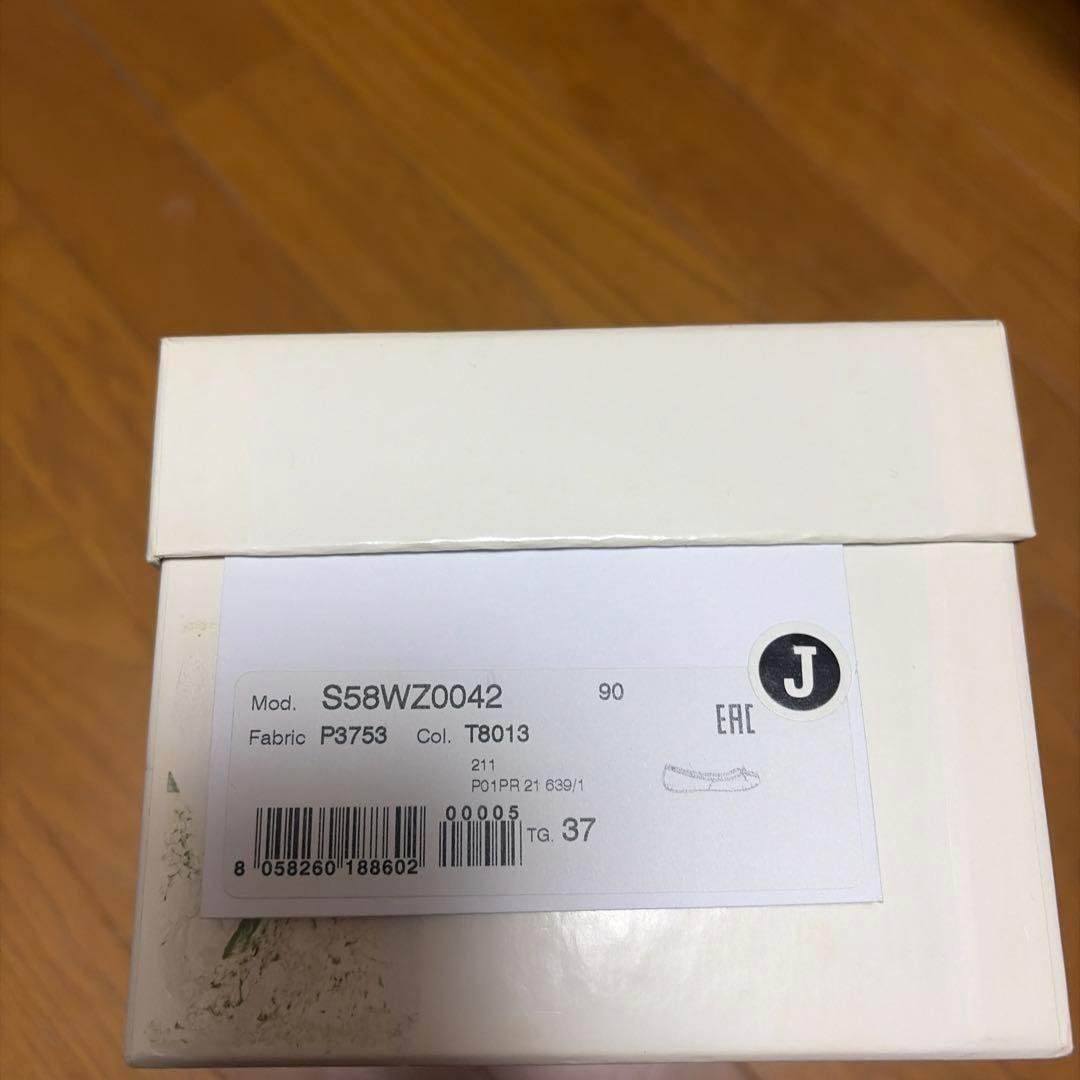 J
Mod. S58WZ0042 90
EAC
Fabric P3753 Col. T8013
211
P01PR 21 639/1
00005
TG. 37
8 058260 188602